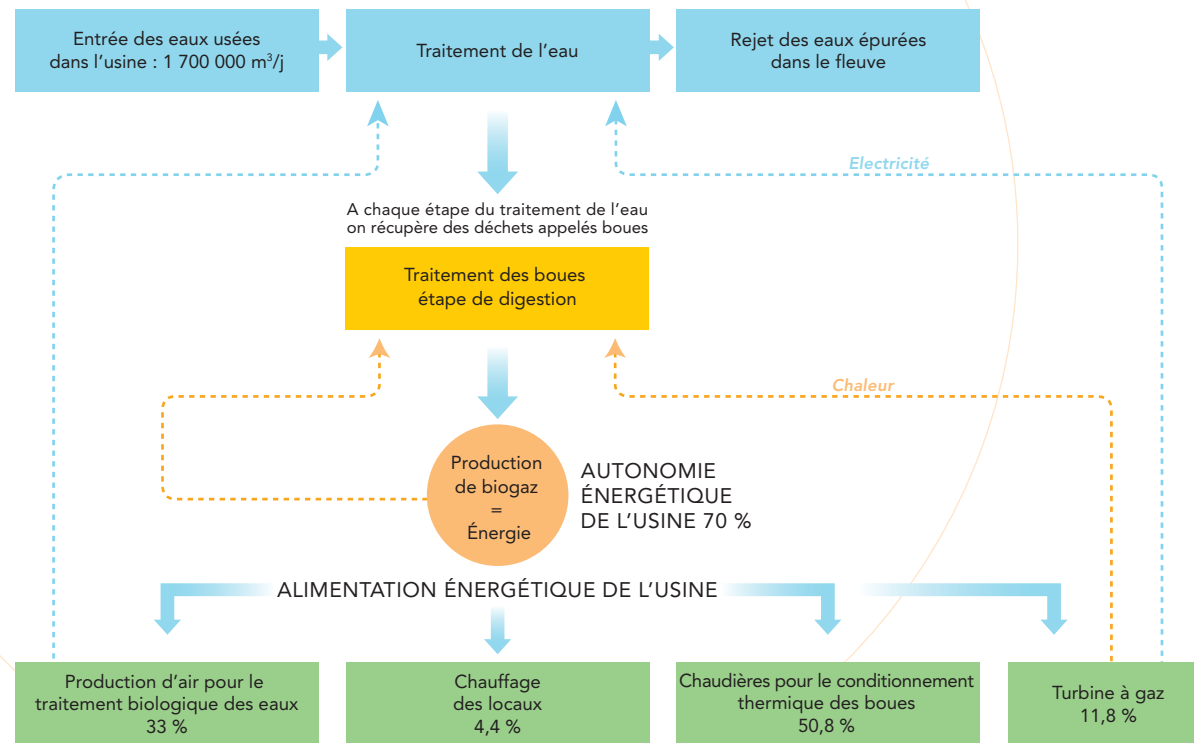 Entrée des eaux usées
dans l’usine : 1 700 000 m³/j
Traitement de l’eau
Rejet des eaux épurées
dans le fleuve
Electricité
A chaque étape du traitement de l’eau
on récupère des déchets appelés boues
Traitement des boues
étape de digestion
Chaleur
Production
de biogaz
=
Énergie
AUTONOMIE
ÉNERGÉTIQUE
DE L’USINE 70 %
ALIMENTATION ÉNERGÉTIQUE DE L’USINE
Production d’air pour le
traitement biologique des eaux
33 %
Chauffage
des locaux
4,4 %
Chaudières pour le conditionnement
thermique des boues
50,8 %
Turbine à gaz
11,8 %